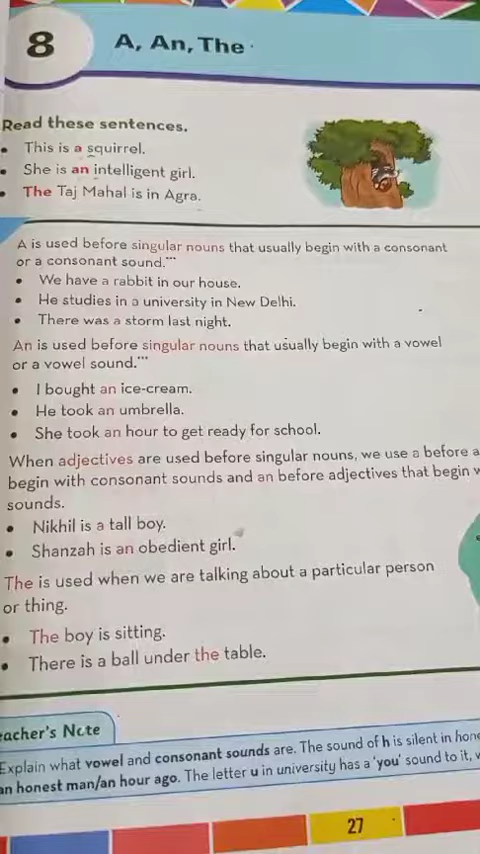 8
A, An, The
Read these sentences.
• This is a squirrel.
• She is an intelligent girl.
• The Taj Mahal is in Agra.
A is used before singular nouns that usually begin with a consonant
or a consonant sound.***
• We have a rabbit in our house.
• He studies in a university in New Delhi.
• There was a storm last night.
An is used before singular nouns that usually begin with a vowel
or a vowel sound.***
• I bought an ice-cream.
• He took an umbrella.
• She took an hour to get ready for school.
When adjectives are used before singular nouns, we use a before a
begin with consonant sounds and an before adjectives that begin
sounds.
• Nikhil is a tall boy.
• Shanzah is an obedient girl.
The is used when we are talking about a particular person
or thing.
• The boy is sitting.
• There is a ball under the table.
eacher's Note
Explain what vowel and consonant sounds are. The sound of h is silent in hone
an honest man/an hour ago. The letter u in university has a 'you' sound to it,
27